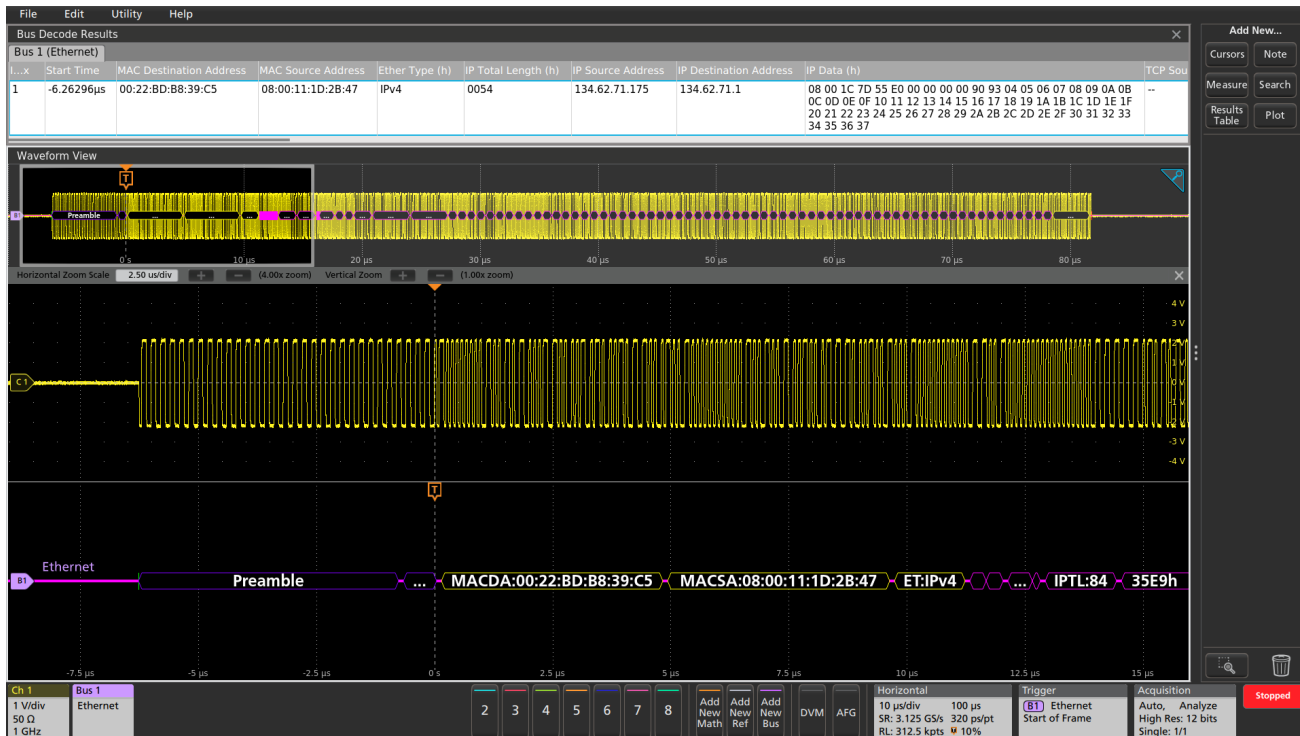 File Edit Utility Help
Bus Decode Results
Add New...
Bus 1 (Ethernet)
Cursors Note
I...x Start Time MAC Destination Address MAC Source Address Ether Type (h) IP Total Length (h) IP Source Address IP Destination Address IP Data (h) TCP Sou
1 -6.26296µs 00:22:BD:B8:39:C5 08:00:11:1D:2B:47 IPv4 0054 134.62.71.175 134.62.71.1 08 00 1C 7D 55 E0 00 00 00 00 90 93 04 05 06 07 08 09 0A 0B --
0C 0D 0E 0F 10 11 12 13 14 15 16 17 18 19 1A 1B 1C 1D 1E 1F
20 21 22 23 24 25 26 27 28 29 2A 2B 2C 2D 2E 2F 30 31 32 33
34 35 36 37
Measure Search
Results Table Plot
Waveform View
T
B Preamble ... ... ... ... ... ... ... ... ...
0 s 10 µs 20 µs 30 µs 40 µs 50 µs 60 µs 70 µs 80 µs
Horizontal Zoom Scale 2.50 us/div + − (4.00x zoom) Vertical Zoom + − (1.00x zoom)
4 V
3 V
2 V
1 V
C 1 0 V
-1 V
-2 V
-3 V
-4 V
T
Ethernet
B1 Preamble ... MACDA:00:22:BD:B8:39:C5 MACSA:08:00:11:1D:2B:47 ET:IPv4 ... IPTL:84 35E9h
-7.5 µs -5 µs -2.5 µs 0 s 2.5 µs 5 µs 7.5 µs 10 µs 12.5 µs 15 µs
Ch 1
1 V/div
50 Ω
1 GHz
Bus 1
Ethernet
2 3 4 5 6 7 8
Add New Math
Add New Ref
Add New Bus
DVM AFG
Horizontal
10 µs/div 100 µs
SR: 3.125 GS/s 320 ps/pt
RL: 312.5 kpts 10%
Trigger
B1 Ethernet
Start of Frame
Acquisition
Auto, Analyze
High Res: 12 bits
Single: 1/1
Stopped